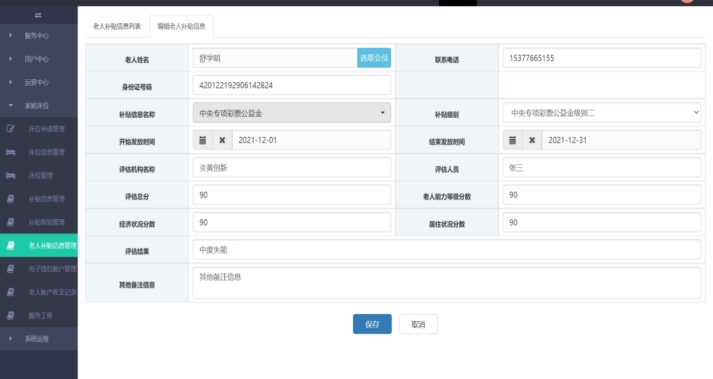 服务中心
用户中心
运营中心
家庭床位
床位申请管理
床位信息管理
床位管理
补贴信息管理
补贴级别管理
老人补贴信息管理
电子钱包账户管理
老人账户收支记录
服务工单
系统运维
老人补贴信息列表 编辑老人补贴信息
老人姓名 舒学明 选取会员 联系电话 15377665155
身份证号码 420122192906142824
补贴信息名称 中央专项彩票公益金 补贴级别 中央专项彩票公益金级别二
开始发放时间 2021-12-01 结束发放时间 2021-12-31
评估机构名称 炎黄创新 评估人员 张三
评估总分 90 老人能力等级分数 90
经济状况分数 90 居住状况分数 90
评估结果 中度失能
其他备注信息 其他备注信息
保存 取消